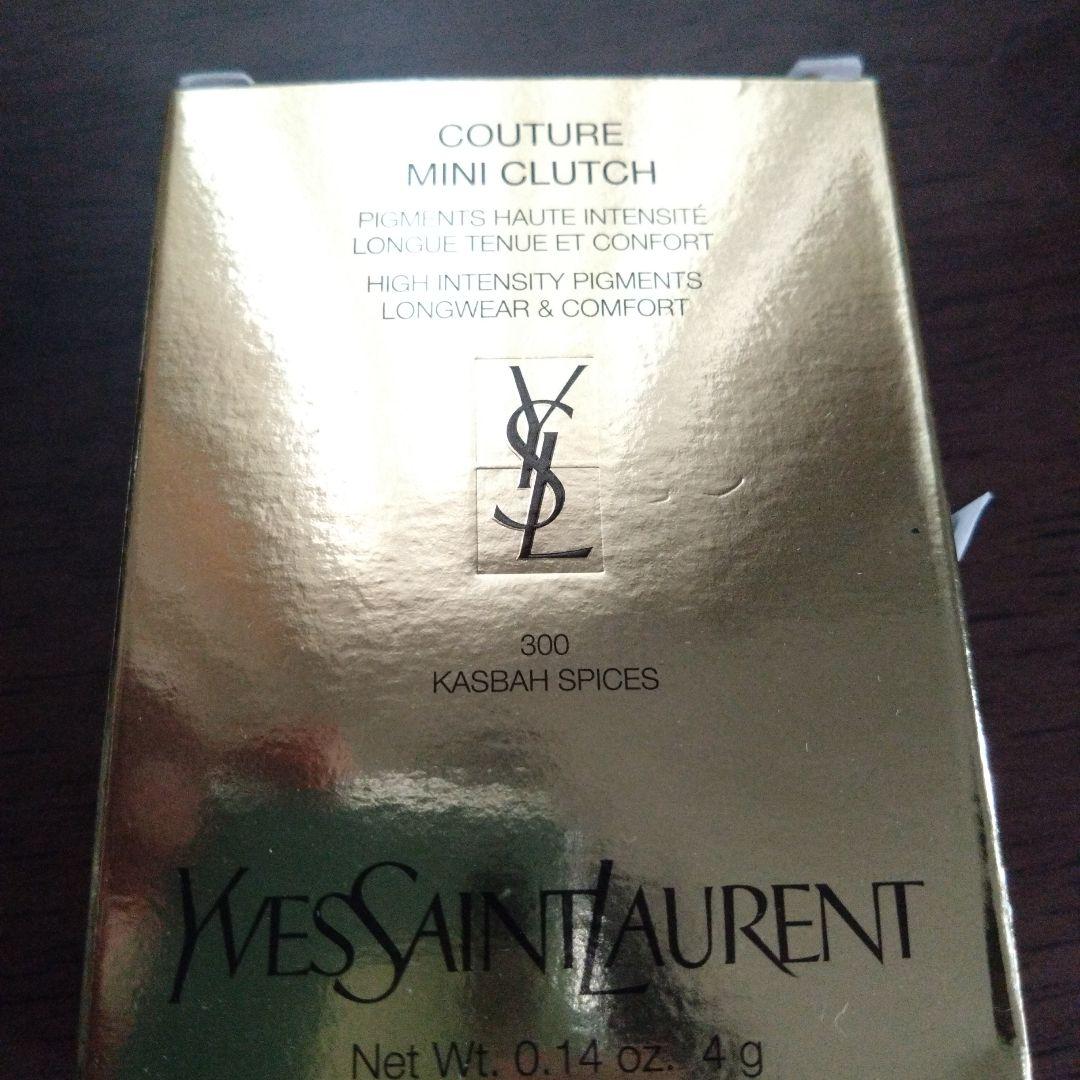 COUTURE
MINI CLUTCH
PIGMENTS HAUTE INTENSITÉ
LONGUE TENUE ET CONFORT
HIGH INTENSITY PIGMENTS
LONGWEAR & COMFORT
YSL
300
KASBAH SPICES
YVESSAINTLAURENT
Net Wt. 0.14 oz. 4 g